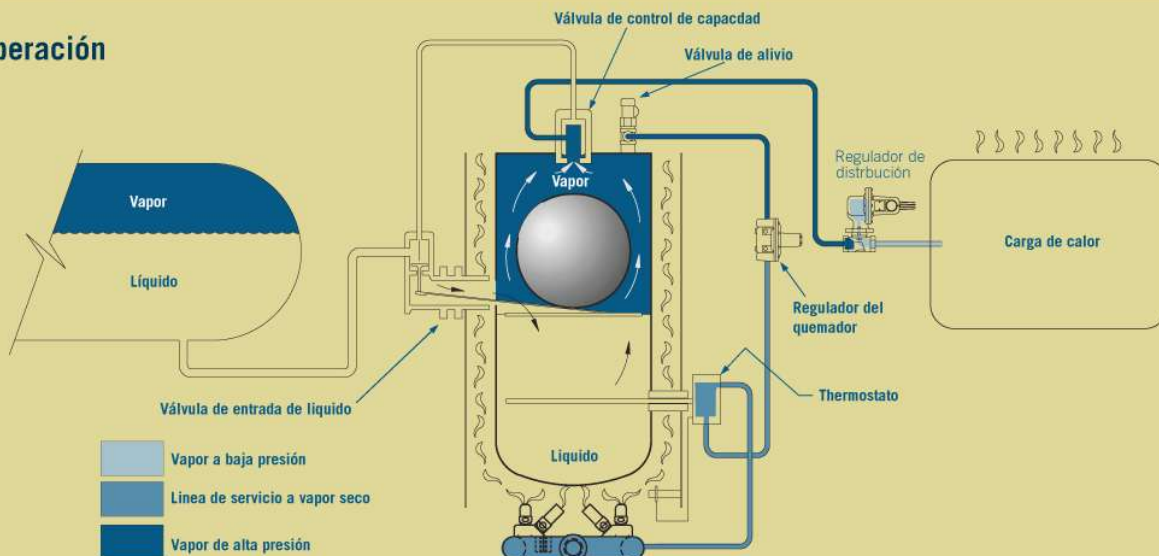 Válvula de control de capacdad
peración
Válvula de alivio
Regulador de
distrbución
Vapor
Vapor
Carga de calor
Líquido
Regulador del
quemador
Thermostato
Válvula de entrada de liquido
Liquido
Vapor a baja presión
Linea de servicio a vapor seco
Vapor de alta presión